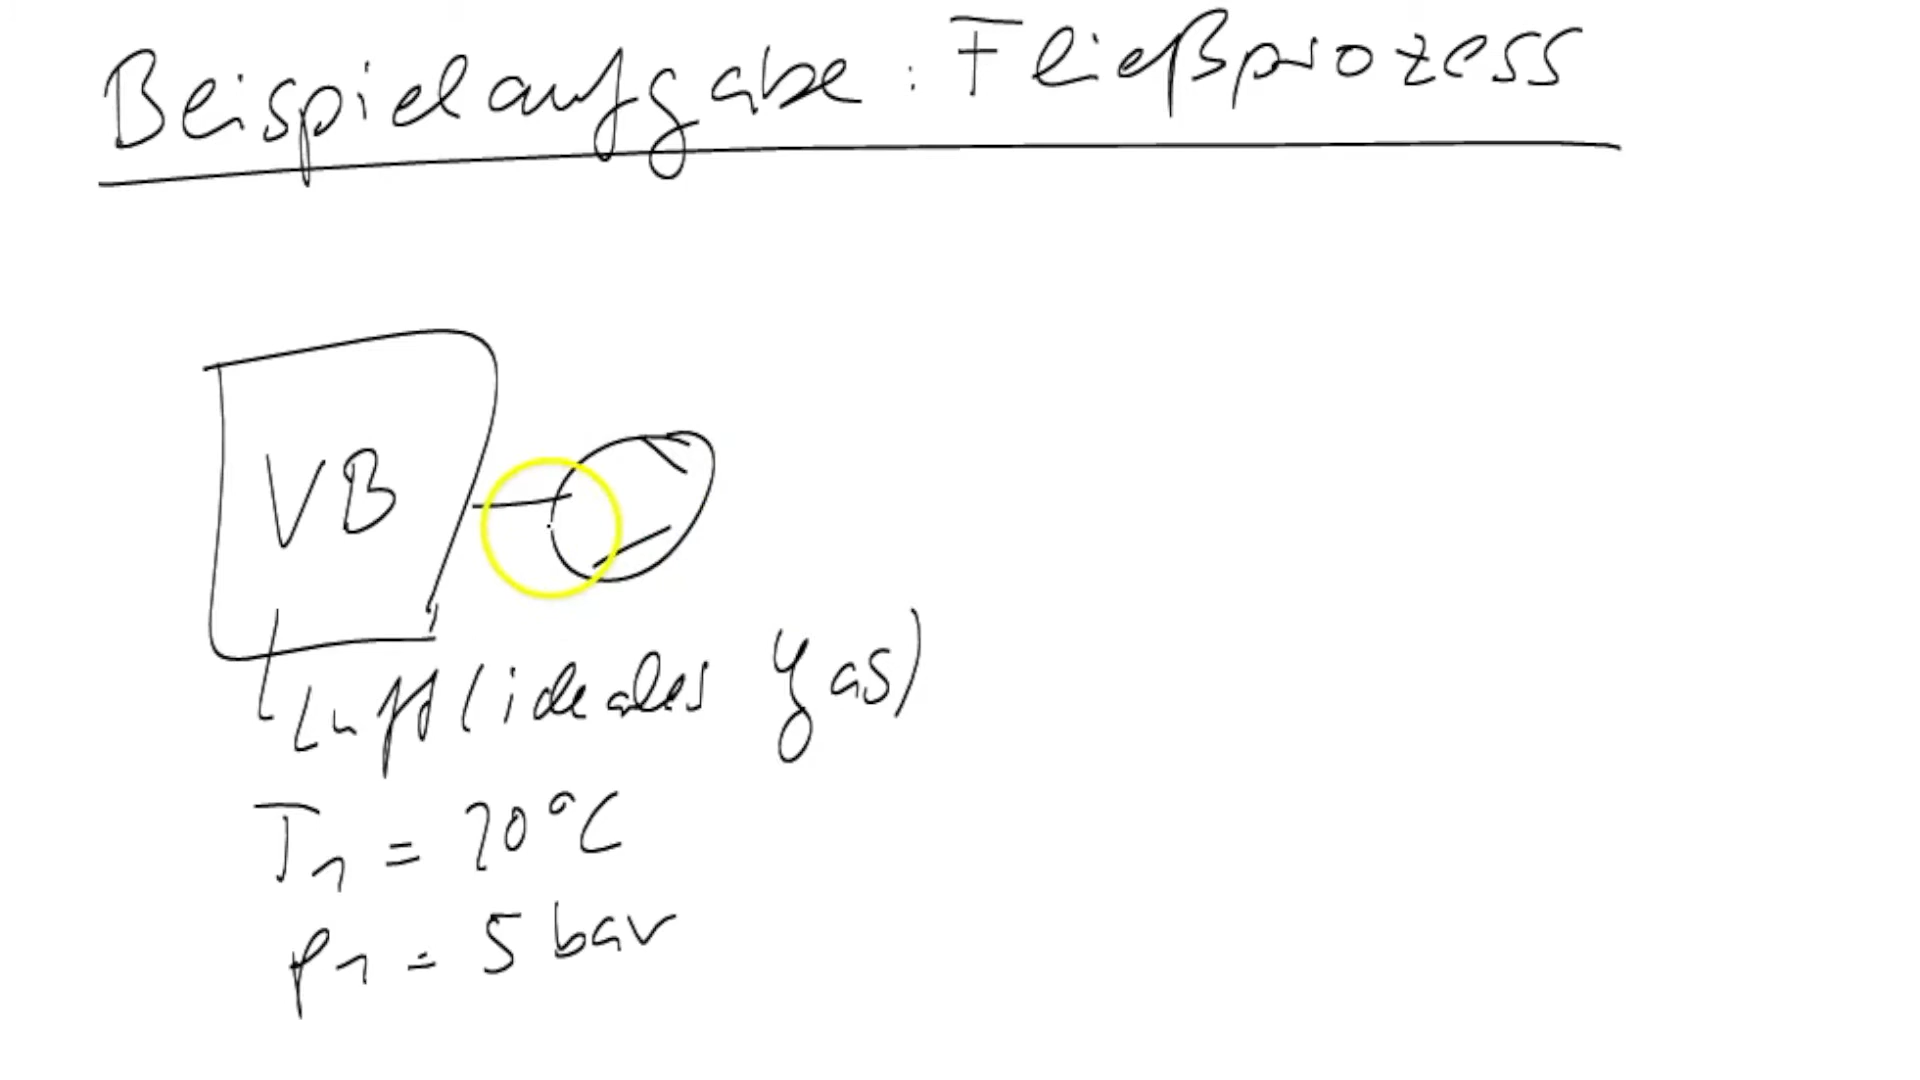 Beispielaufgabe: Fließprozess
VB
Luft (ideales Gas)
T1 = 20°C
p1 = 5 bar